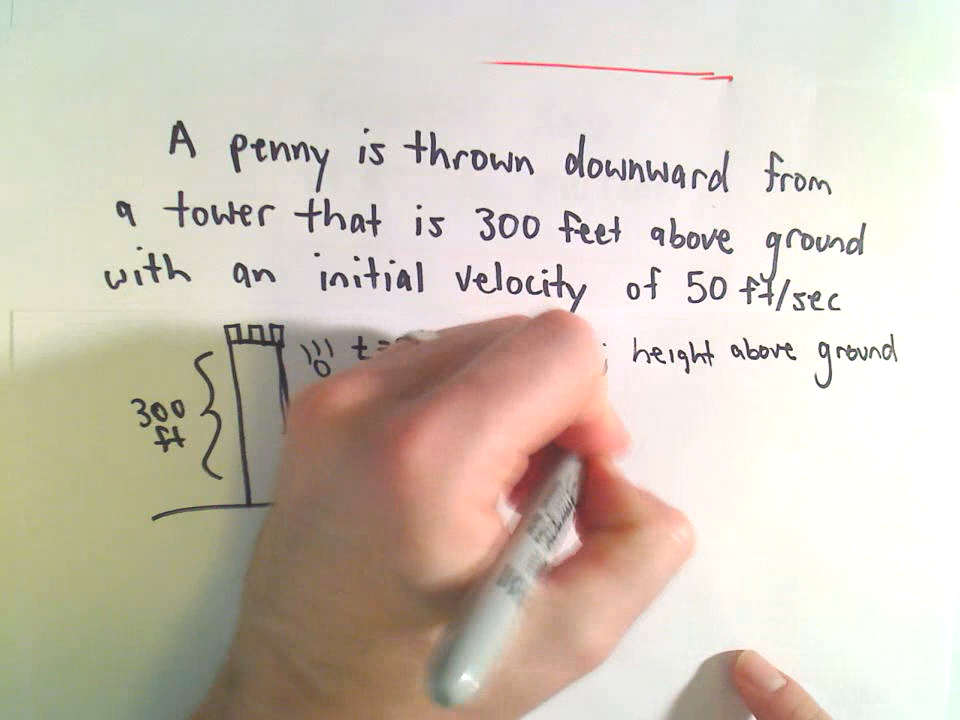 A penny is thrown downward from
a tower that is 300 feet above ground
with an initial velocity of 50 ft/sec
t= ; height above ground
300
ft